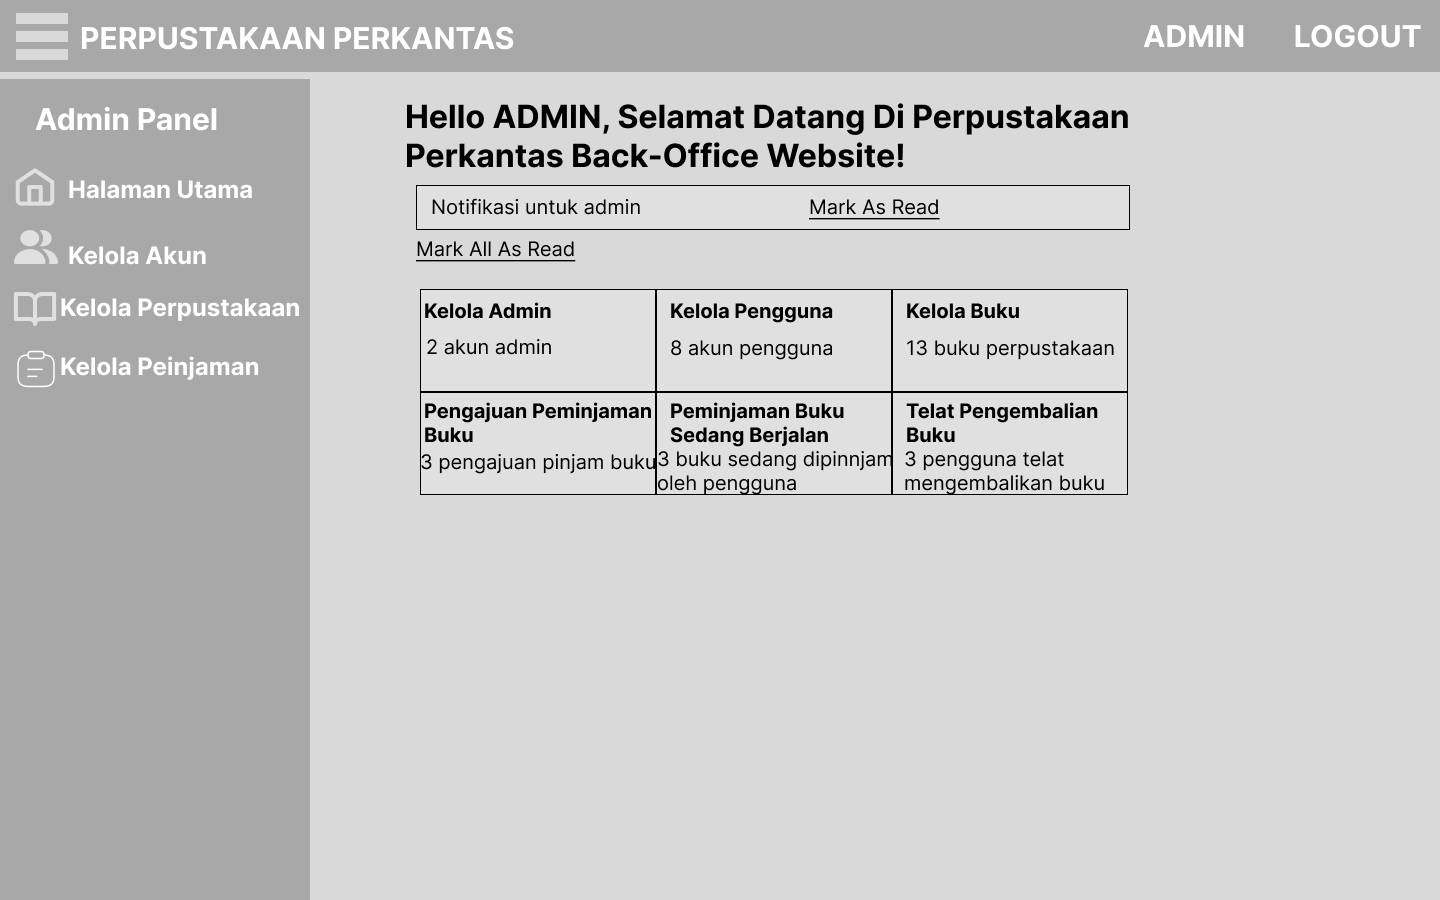 PERPUSTAKAAN PERKANTAS
ADMIN
LOGOUT
Admin Panel
Halaman Utama
Kelola Akun
Kelola Perpustakaan
Kelola Peinjaman
Hello ADMIN, Selamat Datang Di Perpustakaan
Perkantas Back-Office Website!
Notifikasi untuk admin
Mark As Read
Mark All As Read
Kelola Admin
2 akun admin
Kelola Pengguna
8 akun pengguna
Kelola Buku
13 buku perpustakaan
Pengajuan Peminjaman
Buku
3 pengajuan pinjam buku
Peminjaman Buku
Sedang Berjalan
3 buku sedang dipinnjam
oleh pengguna
Telat Pengembalian
Buku
3 pengguna telat
mengembalikan buku